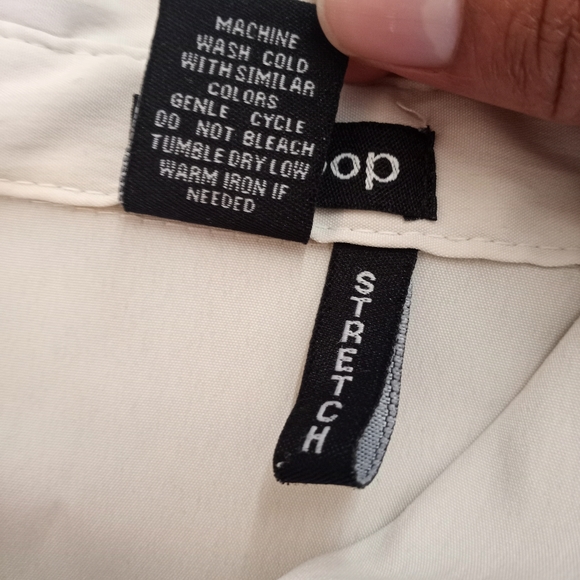 MACHINE
WASH COLD
WITH SIMILAR
COLORS
GENLE CYCLE
DO NOT BLEACH
TUMBLE DRY LOW
WARM IRON IF
NEEDED
op
STRETCH